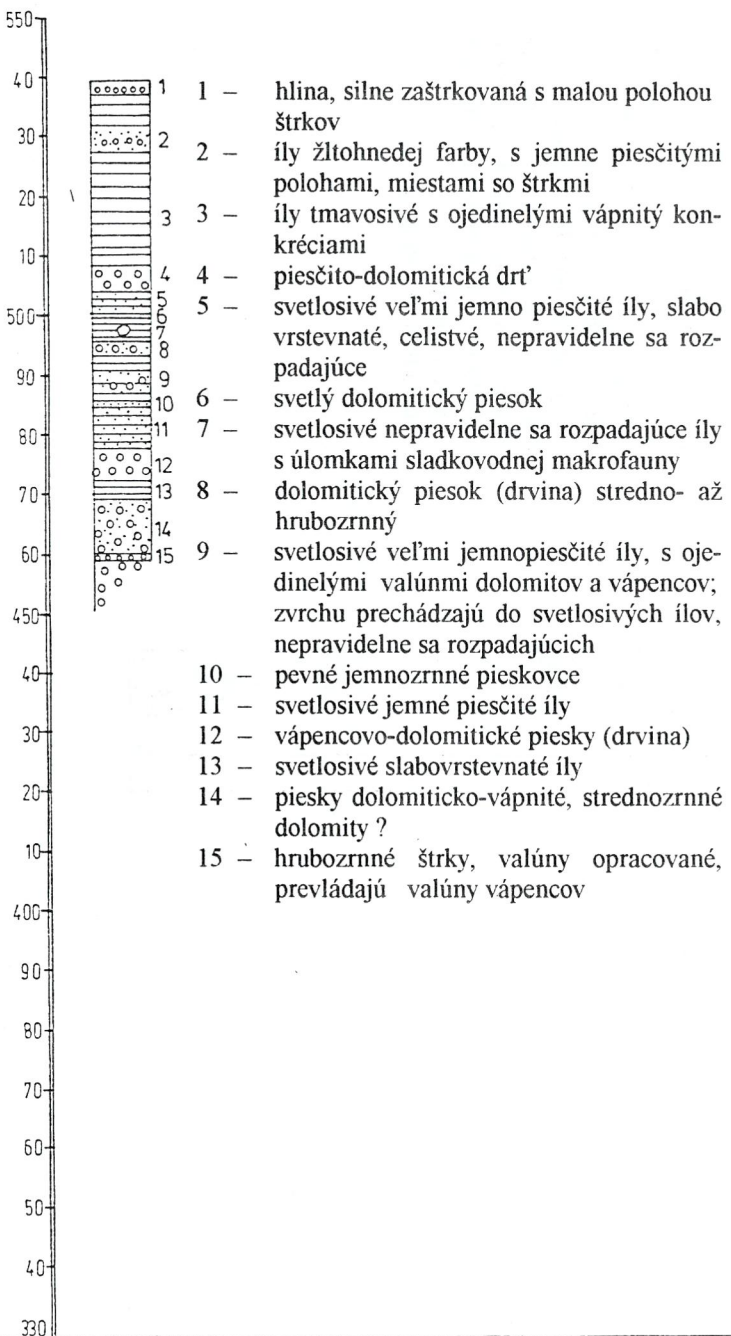 550
40
30
20
10
500
90
80
70
60
450
40
30
20
10
400
90
80
70
60
50
40
330
1
2
3
4
5
6
7
8
9
10
11
12
13
14
15
1 – hlina, silne zaštrkovaná s malou polohou
štrkov
2 – íly žltohnedej farby, s jemne piesčitými
polohami, miestami so štrkmi
3 – íly tmavosivé s ojedinelými vápnitý kon-
kréciami
4 – piesčito-dolomitická drť
5 – svetlosivé veľmi jemno piesčité íly, slabo
vrstevnaté, celistvé, nepravidelne sa roz-
padajúce
6 – svetlý dolomitický piesok
7 – svetlosivé nepravidelne sa rozpadajúce íly
s úlomkami sladkovodnej makrofauny
8 – dolomitický piesok (drvina) stredno- až
hrubozrnný
9 – svetlosivé veľmi jemnopiesčité íly, s oje-
dinelými valúnmi dolomitov a vápencov;
zvrchu prechádzajú do svetlosivých ílov,
nepravidelne sa rozpadajúcich
10 – pevné jemnozrnné pieskovce
11 – svetlosivé jemné piesčité íly
12 – vápencovo-dolomitické piesky (drvina)
13 – svetlosivé slabovrstevnaté íly
14 – piesky dolomiticko-vápnité, strednozrnné
dolomity ?
15 – hrubozrnné štrky, valúny opracované,
prevládajú valúny vápencov